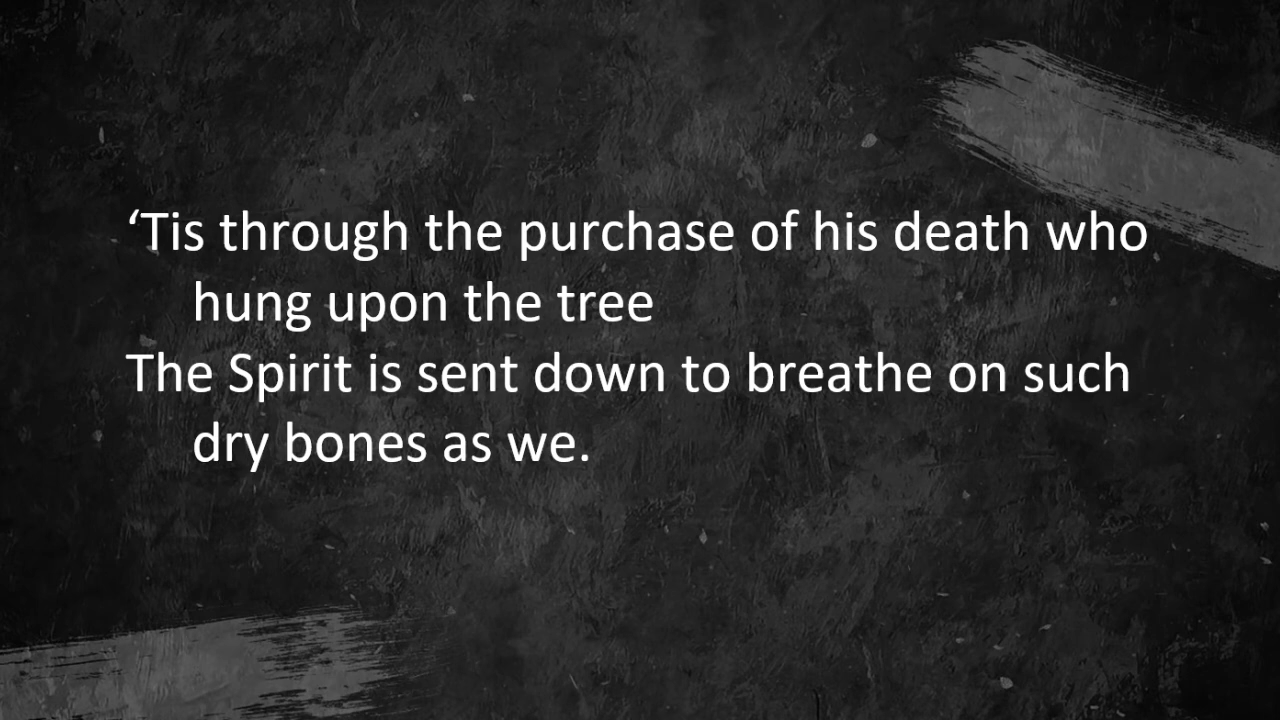 ‘Tis through the purchase of his death who
hung upon the tree
The Spirit is sent down to breathe on such
dry bones as we.